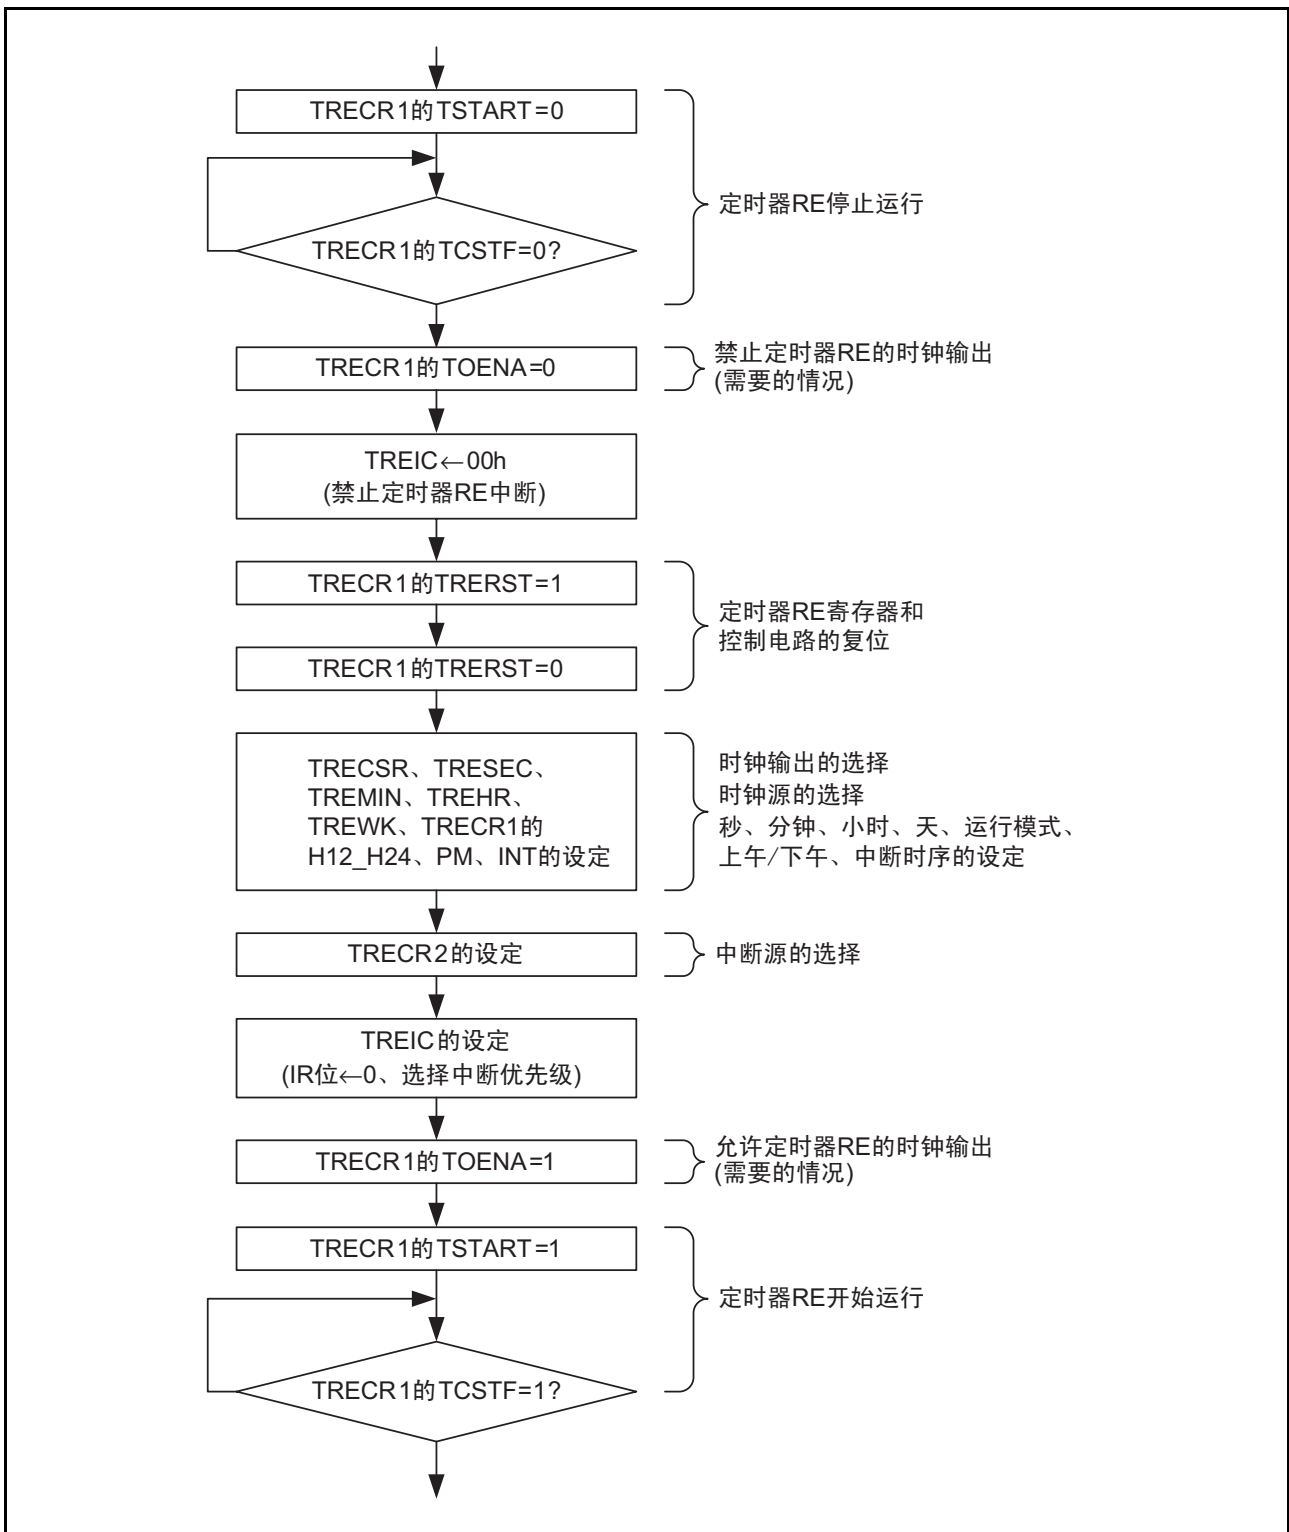 TRECR1的TSTART=0
TRECR1的TCSTF=0?
定时器RE停止运行
TRECR1的TOENA=0
禁止定时器RE的时钟输出
(需要的情况)
TREIC←00h
(禁止定时器RE中断)
TRECR1的TRERST=1
TRECR1的TRERST=0
定时器RE寄存器和
控制电路的复位
TRECSR、TRESEC、
TREMIN、TREHR、
TREWK、TRECR1的
H12_H24、PM、INT的设定
时钟输出的选择
时钟源的选择
秒、分钟、小时、天、运行模式、
上午/下午、中断时序的设定
TRECR2的设定
中断源的选择
TREIC的设定
(IR位←0、选择中断优先级)
TRECR1的TOENA=1
允许定时器RE的时钟输出
(需要的情况)
TRECR1的TSTART=1
定时器RE开始运行
TRECR1的TCSTF=1?